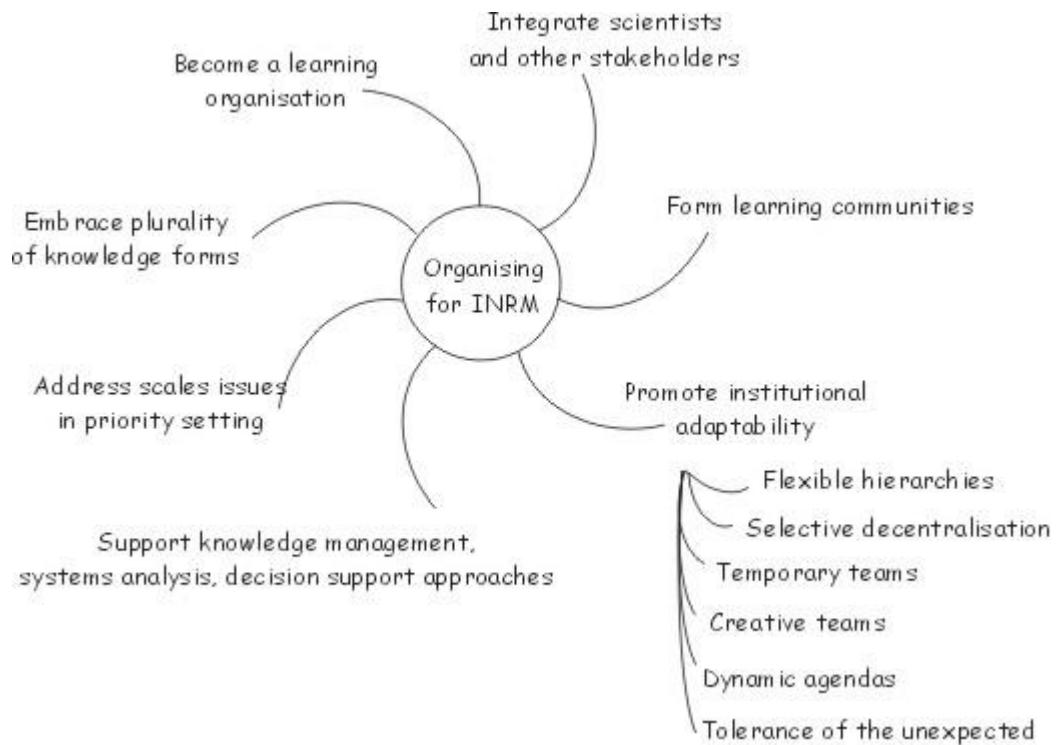 Integrate scientists
and other stakeholders
Become a learning
organisation
Form learning communities
Embrace plurality
of knowledge forms
Organising
for INRM
Address scales issues
in priority setting
Promote institutional
adaptability
Flexible hierarchies
Selective decentralisation
Temporary teams
Creative teams
Dynamic agendas
Tolerance of the unexpected
Support knowledge management,
systems analysis, decision support approaches